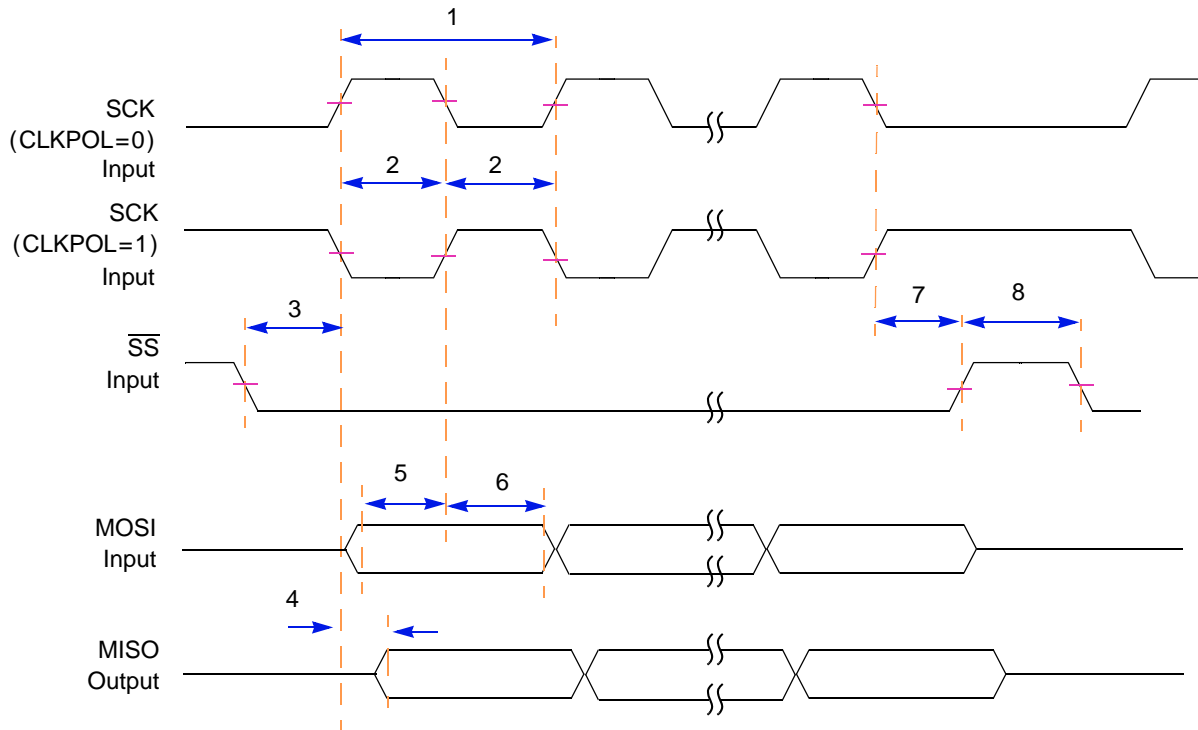 1
SCK
(CLKPOL=0)
Input
2 2
SCK
(CLKPOL=1)
Input
3
7 8
SS
Input
5 6
MOSI
Input
4
MISO
Output